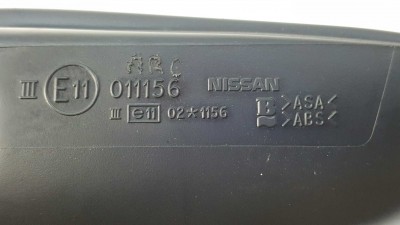 III E11 011156 NISSAN
III e11 02*1156 >ASA<
>ABS<